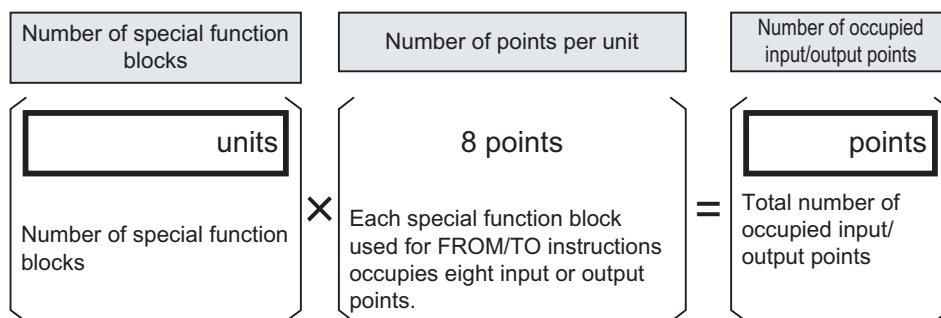 Number of special function
blocks
Number of points per unit
Number of occupied
input/output points
units
Number of special function
blocks
×
8 points
Each special function block
used for FROM/TO instructions
occupies eight input or output
points.
=
points
Total number of
occupied input/
output points